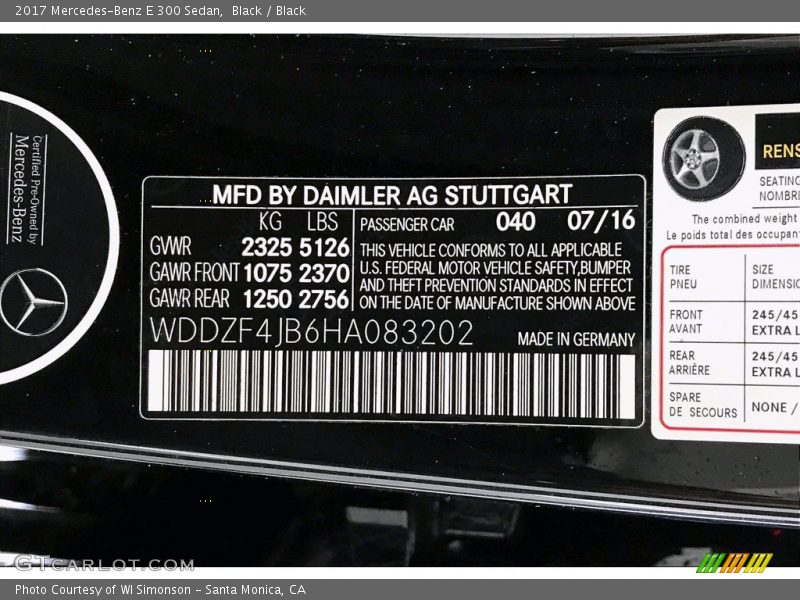 2017 Mercedes-Benz E 300 Sedan, Black / Black
Certified Pre-Owned by
Mercedes-Benz
MFD BY DAIMLER AG STUTTGART
KG LBS
GVWR 2325 5126
GAWR FRONT 1075 2370
GAWR REAR 1250 2756
PASSENGER CAR 040 07/16
THIS VEHICLE CONFORMS TO ALL APPLICABLE
U.S. FEDERAL MOTOR VEHICLE SAFETY,BUMPER
AND THEFT PREVENTION STANDARDS IN EFFECT
ON THE DATE OF MANUFACTURE SHOWN ABOVE
WDDZF4JB6HA083202 MADE IN GERMANY
The combined weight
Le poids total des
TIRE SIZE
PNEU
FRONT 245/45
AVANT EXTRA
REAR 245/45
ARRIÈRE EXTRA
SPARE NONE /
DE SECOURS
GTCARLOT.COM
Photo Courtesy of WI Simonson - Santa Monica, CA